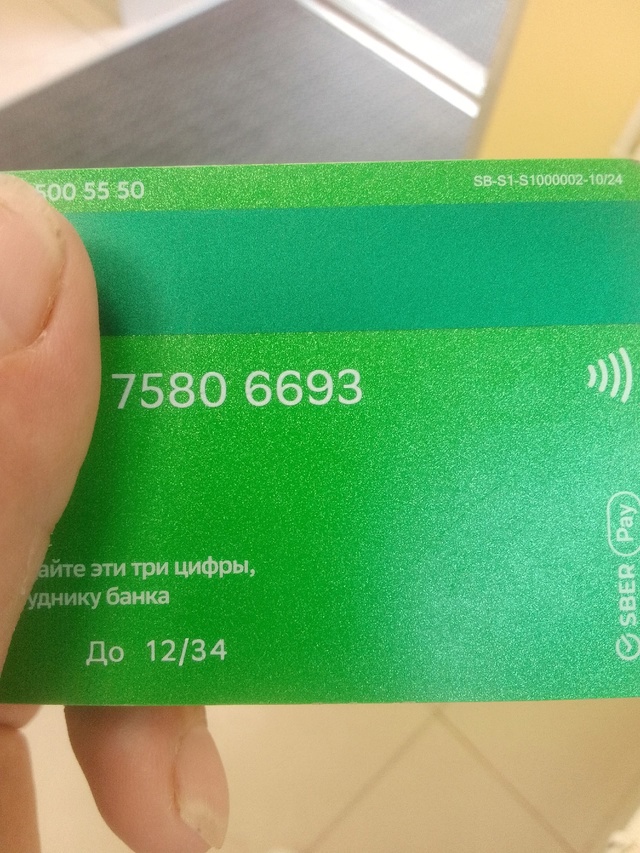 500 55 50
SB-S1-S1000002-10/24
7580 6693
айте эти три цифры,
уднику банка
До 12/34
SBER Pay